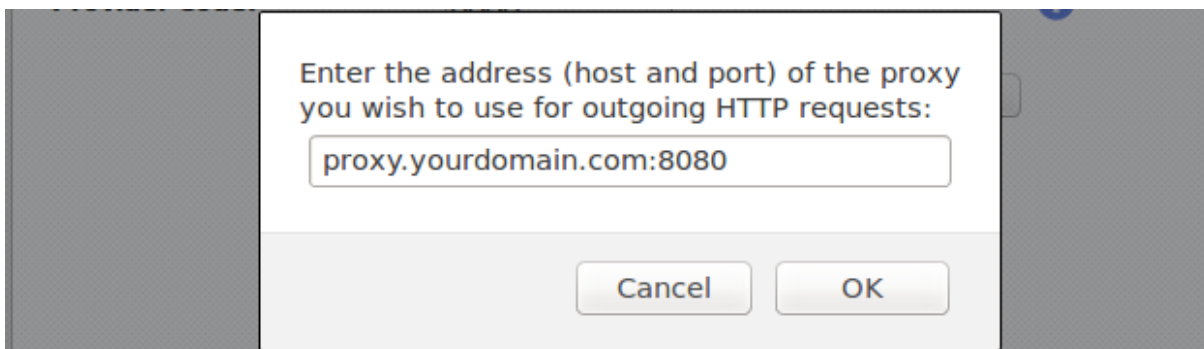 Enter the address (host and port) of the proxy
you wish to use for outgoing HTTP requests:
proxy.yourdomain.com:8080
Cancel OK